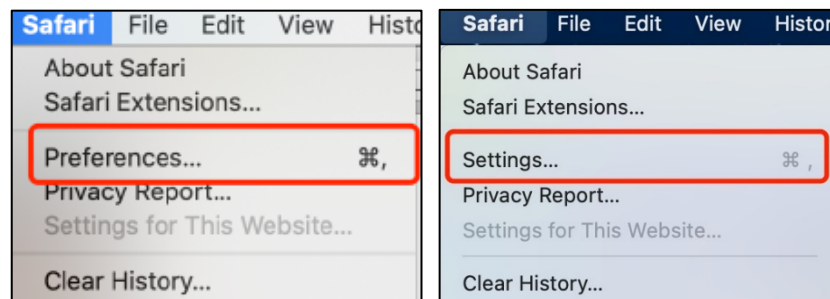 Safari File Edit View Histo
About Safari
Safari Extensions...
Preferences... ⌘,
Privacy Report...
Settings for This Website...
Clear History...
Safari File Edit View Histor
About Safari
Safari Extensions...
Settings... ⌘ ,
Privacy Report...
Settings for This Website...
Clear History...